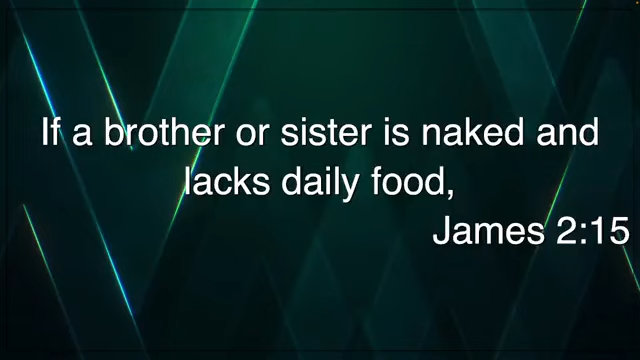 If a brother or sister is naked and
lacks daily food,
James 2:15